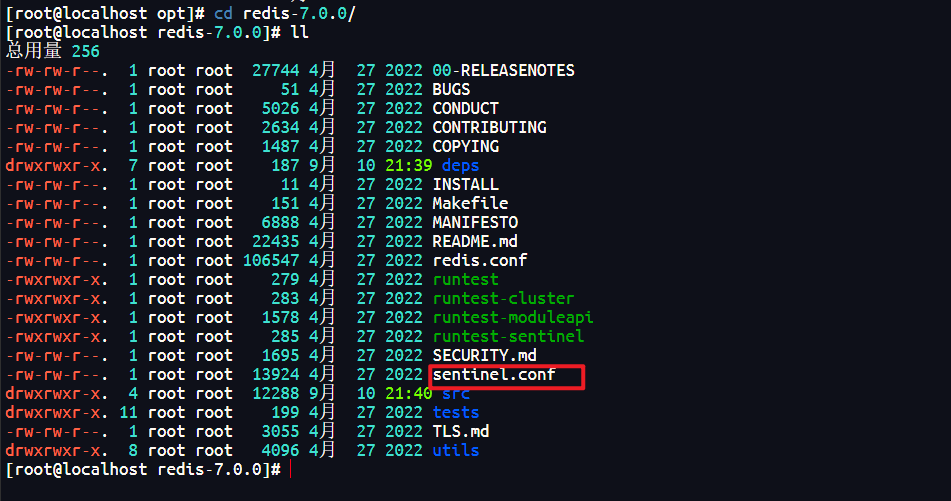 [root@localhost opt]# cd redis-7.0.0/
[root@localhost redis-7.0.0]# ll
总用量 256
-rw-rw-r--.  1 root root  27744 4月  27 2022 00-RELEASENOTES
-rw-rw-r--.  1 root root     51 4月  27 2022 BUGS
-rw-rw-r--.  1 root root   5026 4月  27 2022 CONDUCT
-rw-rw-r--.  1 root root   2634 4月  27 2022 CONTRIBUTING
-rw-rw-r--.  1 root root   1487 4月  27 2022 COPYING
drwxrwxr-x.  7 root root    187 9月  10 21:39 deps
-rw-rw-r--.  1 root root     11 4月  27 2022 INSTALL
-rw-rw-r--.  1 root root    151 4月  27 2022 Makefile
-rw-rw-r--.  1 root root   6888 4月  27 2022 MANIFESTO
-rw-rw-r--.  1 root root  22435 4月  27 2022 README.md
-rw-rw-r--.  1 root root 106547 4月  27 2022 redis.conf
-rwxrwxr-x.  1 root root    279 4月  27 2022 runtest
-rwxrwxr-x.  1 root root    283 4月  27 2022 runtest-cluster
-rwxrwxr-x.  1 root root   1578 4月  27 2022 runtest-moduleapi
-rwxrwxr-x.  1 root root    285 4月  27 2022 runtest-sentinel
-rw-rw-r--.  1 root root   1695 4月  27 2022 SECURITY.md
-rw-rw-r--.  1 root root  13924 4月  27 2022 sentinel.conf
drwxrwxr-x.  4 root root  12288 9月  10 21:40 src
drwxrwxr-x. 11 root root    199 4月  27 2022 tests
-rw-rw-r--.  1 root root   3055 4月  27 2022 TLS.md
drwxrwxr-x.  8 root root   4096 4月  27 2022 utils
[root@localhost redis-7.0.0]#